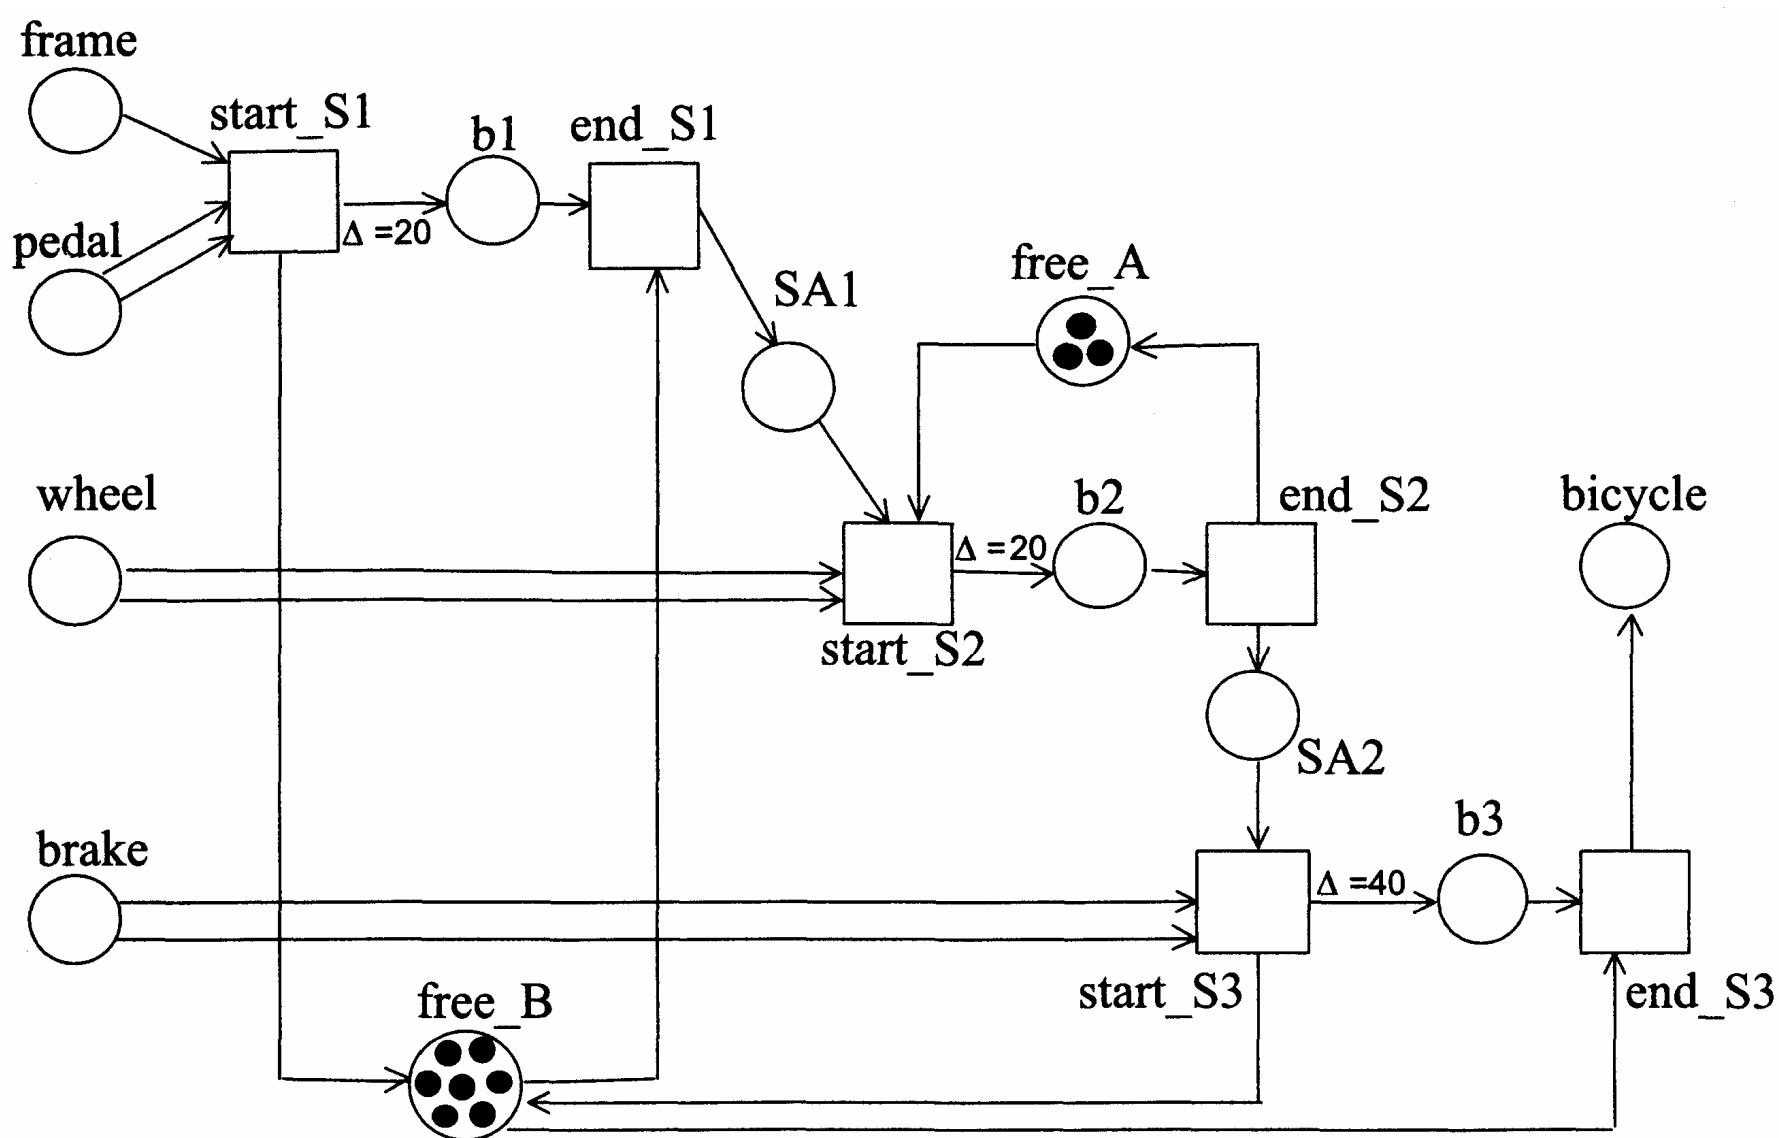 frame
start_S1
b1
end_S1
Δ =20
pedal
SA1
free_A
wheel
b2
end_S2
bicycle
Δ =20
start_S2
SA2
brake
b3
Δ =40
free_B
start_S3
end_S3